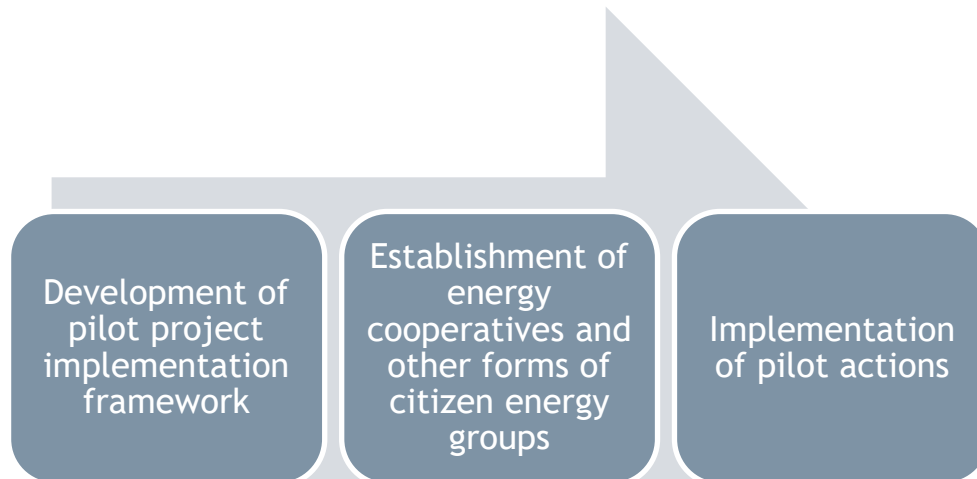 Development of
pilot project
implementation
framework
Establishment of
energy
cooperatives and
other forms of
citizen energy
groups
Implementation
of pilot actions